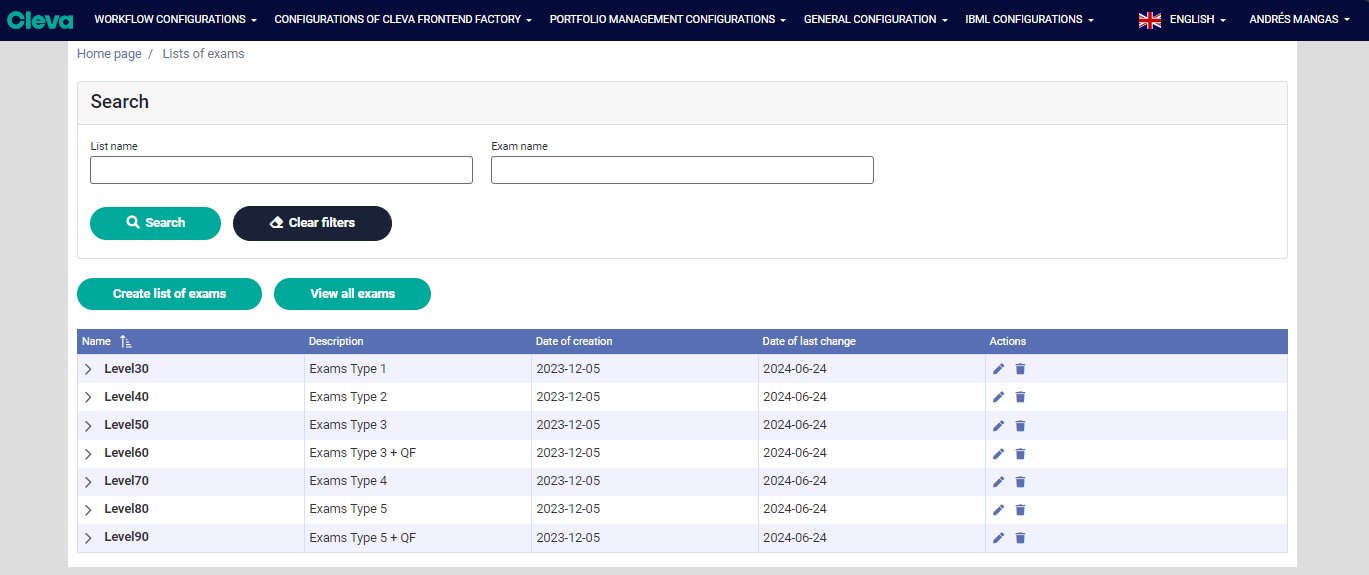 Cleva WORKFLOW CONFIGURATIONS CONFIGURATIONS OF CLEVA FRONTEND FACTORY PORTFOLIO MANAGEMENT CONFIGURATIONS GENERAL CONFIGURATION IBML CONFIGURATIONS ENGLISH ANDRÉS MANGAS
Home page / Lists of exams
Search
List name Exam name
Search Clear filters
Create list of exams View all exams
Name Description Date of creation Date of last change Actions
Level30 Exams Type 1 2023-12-05 2024-06-24
Level40 Exams Type 2 2023-12-05 2024-06-24
Level50 Exams Type 3 2023-12-05 2024-06-24
Level60 Exams Type 3 + QF 2023-12-05 2024-06-24
Level70 Exams Type 4 2023-12-05 2024-06-24
Level80 Exams Type 5 2023-12-05 2024-06-24
Level90 Exams Type 5 + QF 2023-12-05 2024-06-24